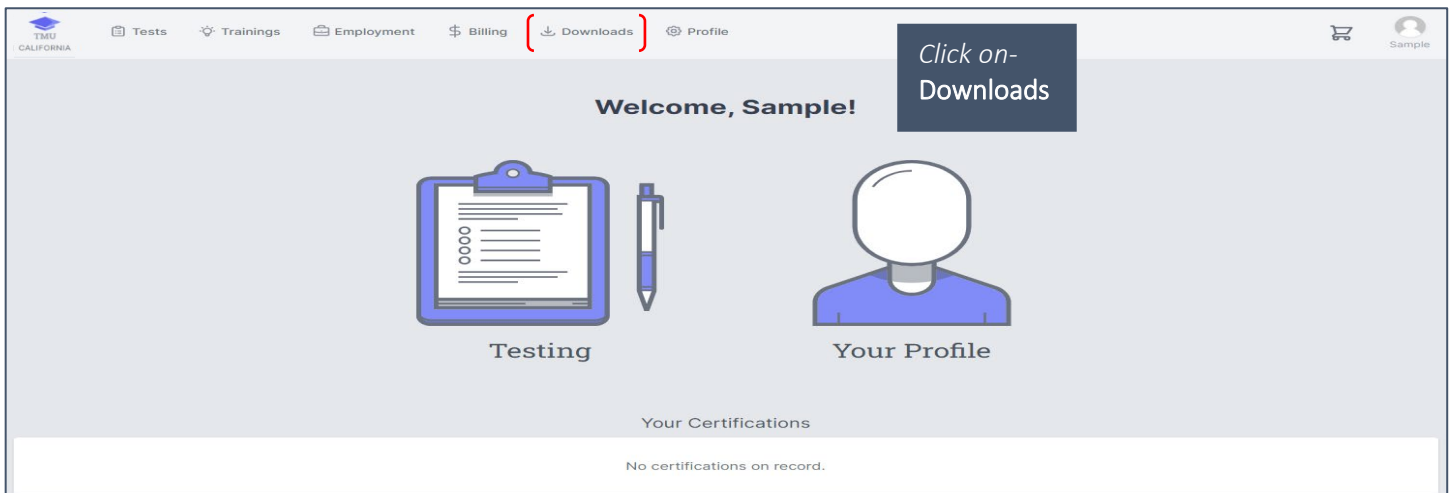 TMU
CALIFORNIA
Tests
Trainings
Employment
Billing
Downloads
Profile
Sample
Click on-
Downloads
Welcome, Sample!
Testing
Your Profile
Your Certifications
No certifications on record.